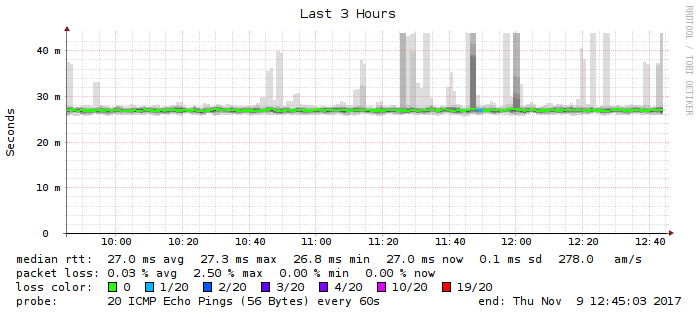 Last 3 Hours
RRDTOOL / TOBI OETIKER
Seconds
40 m
30 m
20 m
10 m
0
10:00 10:20 10:40 11:00 11:20 11:40 12:00 12:20 12:40
median rtt: 27.0 ms avg 27.3 ms max 26.8 ms min 27.0 ms now 0.1 ms sd 278.0 am/s
packet loss: 0.03 % avg 2.50 % max 0.00 % min 0.00 % now
loss color: 0 1/20 2/20 3/20 4/20 10/20 19/20
probe: 20 ICMP Echo Pings (56 Bytes) every 60s end: Thu Nov 9 12:45:03 2017